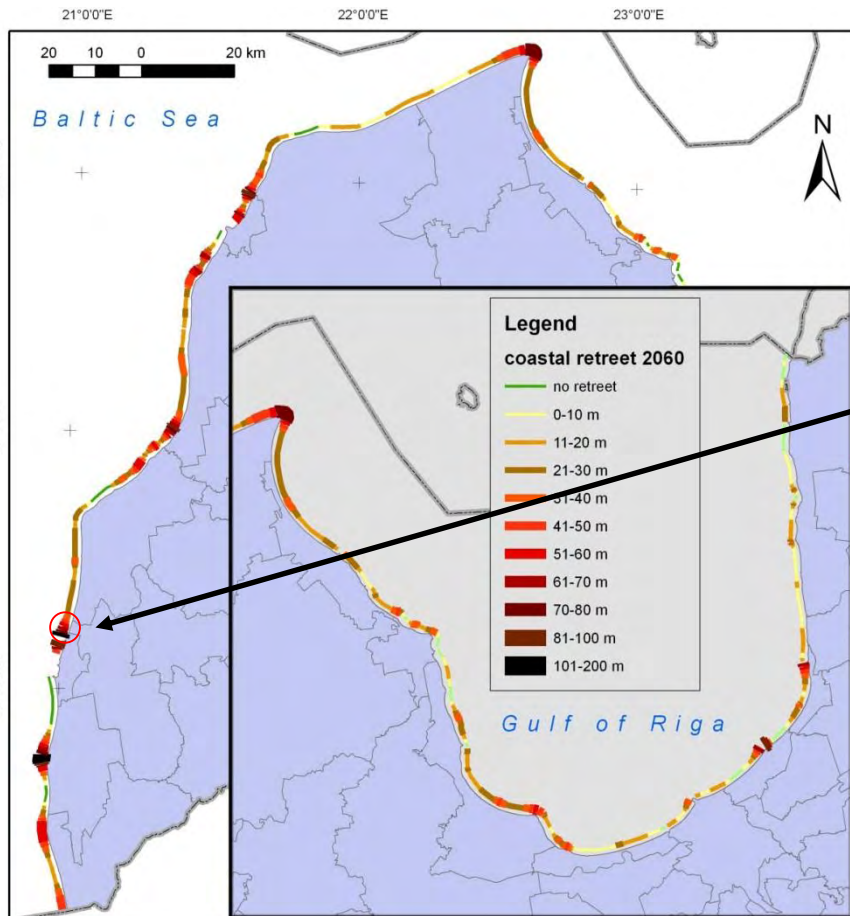 21°0'0"E 22°0'0"E 23°0'0"E
20 10 0 20 km
Baltic Sea
N
Legend
coastal retreet 2060
no retreet
0-10 m
11-20 m
21-30 m
31-40 m
41-50 m
51-60 m
61-70 m
70-80 m
81-100 m
101-200 m
Gulf of Riga